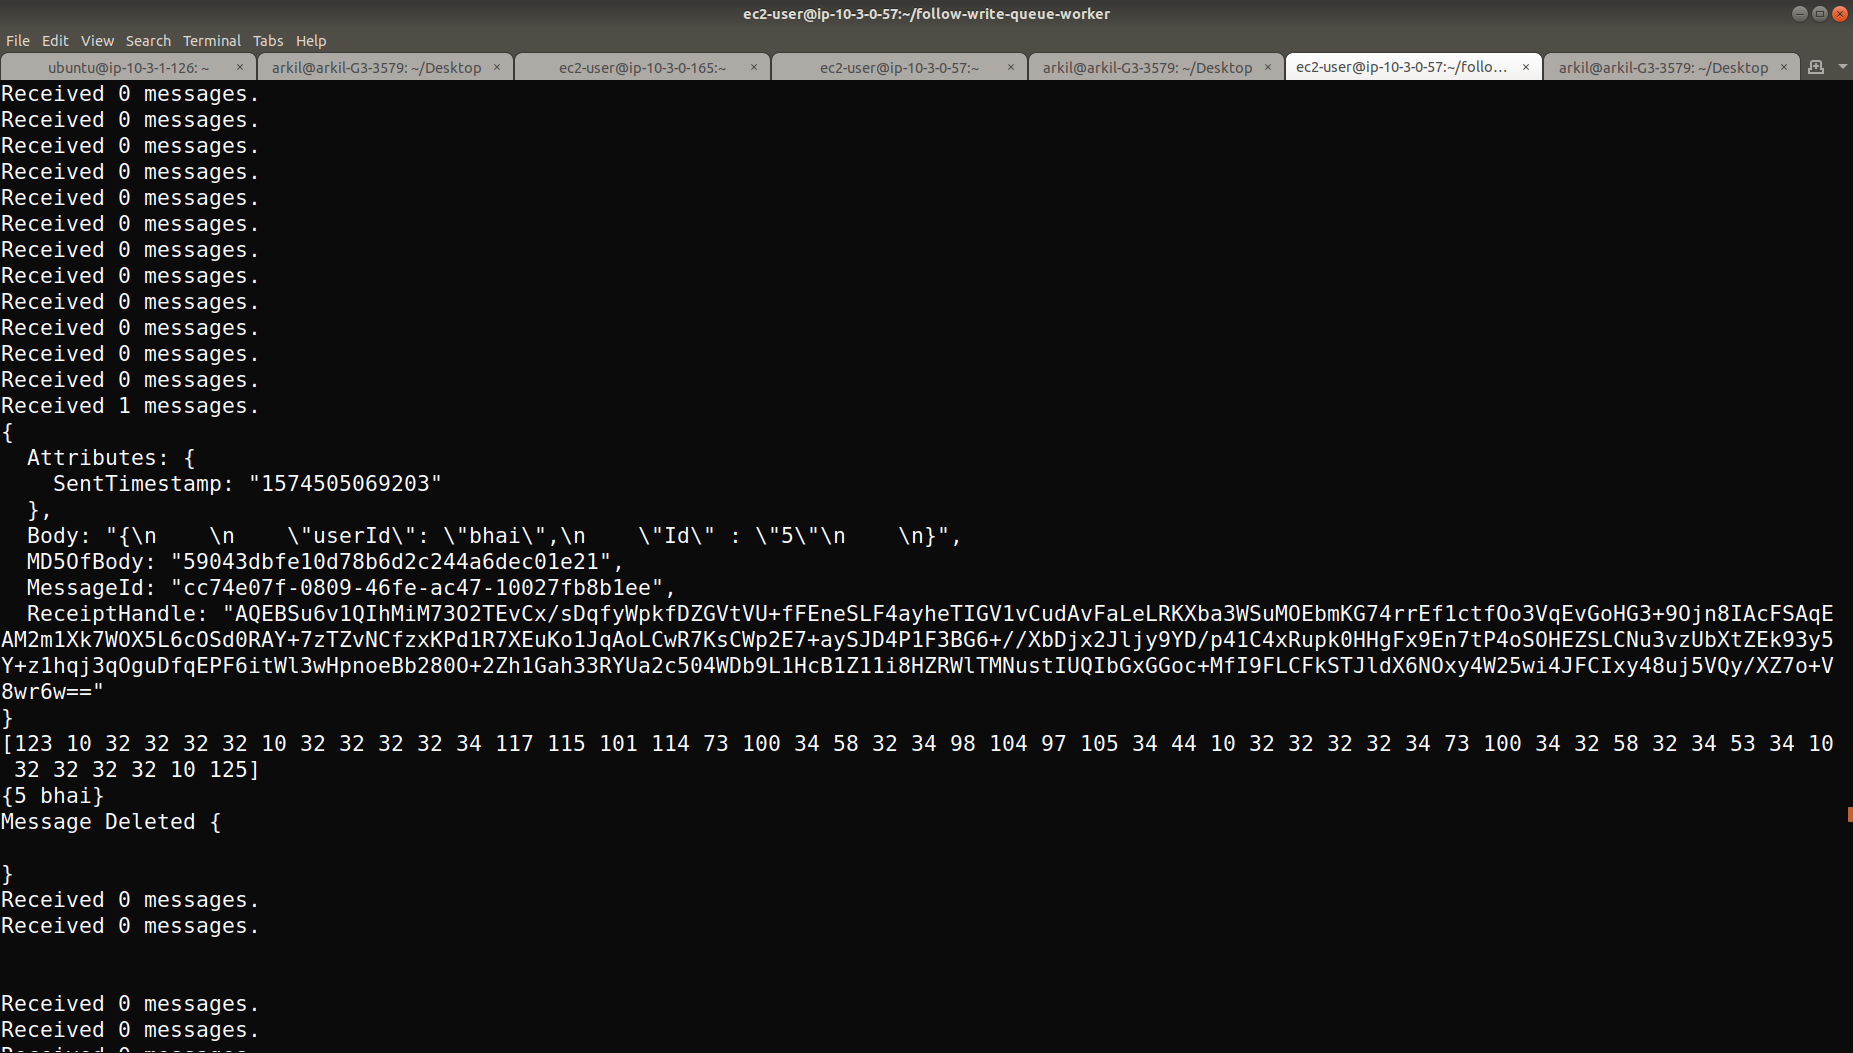 ec2-user@ip-10-3-0-57:~/follow-write-queue-worker
File Edit View Search Terminal Tabs Help
ubuntu@ip-10-3-1-126: ~ × arkil@arkil-G3-3579: ~/Desktop × ec2-user@ip-10-3-0-165:~ × ec2-user@ip-10-3-0-57:~ × arkil@arkil-G3-3579: ~/Desktop × ec2-user@ip-10-3-0-57:~/follo... × arkil@arkil-G3-3579: ~/Desktop ×
Received 0 messages.
Received 0 messages.
Received 0 messages.
Received 0 messages.
Received 0 messages.
Received 0 messages.
Received 0 messages.
Received 0 messages.
Received 0 messages.
Received 0 messages.
Received 0 messages.
Received 0 messages.
Received 1 messages.
{
  Attributes: {
    SentTimestamp: "1574505069203"
  },
  Body: "{\n    \n    \"userId\": \"bhai\",\n    \"Id\" : \"5\"\n    \n}",
  MD5OfBody: "59043dbfe10d78b6d2c244a6dec01e21",
  MessageId: "cc74e07f-0809-46fe-ac47-10027fb8b1ee",
  ReceiptHandle: "AQEBSu6v1QIhMiM73O2TEvCx/sDqfyWpkfDZGVtVU+fFEneSLF4ayheTIGV1vCudAvFaLeLRKXba3WSuMOEbmKG74rrEf1ctfOo3VqEvGoHG3+9Ojn8IAcFSAqE
AM2m1Xk7WOX5L6cOSd0RAY+7zTZvNCfzxKPd1R7XEuKo1JqAoLCwR7KsCWp2E7+aySJD4P1F3BG6+//XbDjx2Jljy9YD/p41C4xRupk0HHgFx9En7tP4oSOHEZSLCNu3vzUbXtZEk93y5
Y+z1hqj3qOguDfqEPF6itWl3wHpnoeBb280O+2Zh1Gah33RYUa2c504WDb9L1HcB1Z11i8HZRWlTMNustIUQIbGxGGoc+MfI9FLCFkSTJldX6NOxy4W25wi4JFCIxy48uj5VQy/XZ7o+V
8wr6w=="
}
[123 10 32 32 32 32 10 32 32 32 32 34 117 115 101 114 73 100 34 58 32 34 98 104 97 105 34 44 10 32 32 32 32 34 73 100 34 32 58 32 34 53 34 10
 32 32 32 32 10 125]
{5 bhai}
Message Deleted {
}
Received 0 messages.
Received 0 messages.
Received 0 messages.
Received 0 messages.
Received 0 messages.